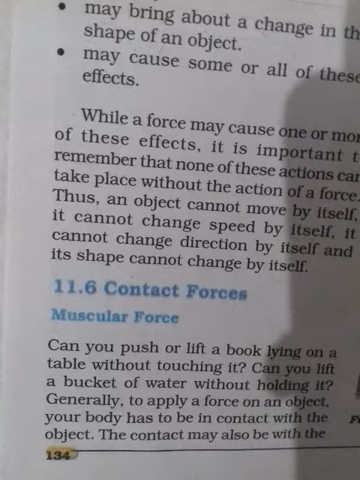 • may bring about a change in th
shape of an object.
• may cause some or all of these
effects.
While a force may cause one or mor
of these effects, it is important t
remember that none of these actions can
take place without the action of a force.
Thus, an object cannot move by itself,
it cannot change speed by itself, it
cannot change direction by itself and
its shape cannot change by itself.
11.6 Contact Forces
Muscular Force
Can you push or lift a book lying on a
table without touching it? Can you lift
a bucket of water without holding it?
Generally, to apply a force on an object,
your body has to be in contact with the
object. The contact may also be with the
134